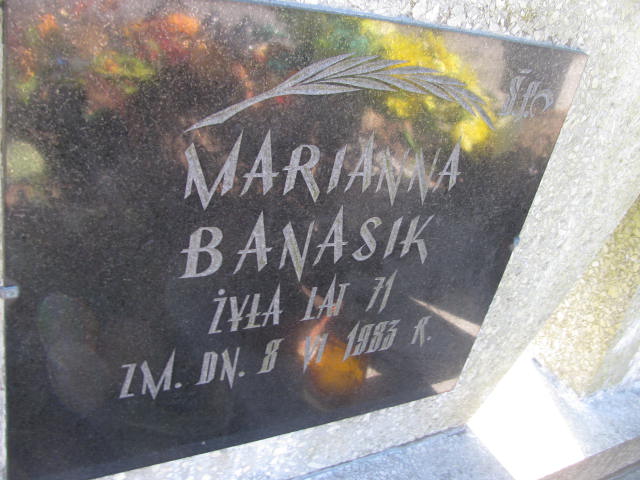 Ś.P.
MARIANNA
BANASIK
ŻYŁA LAT 71
ZM. DN. 8 VI 1983 R.